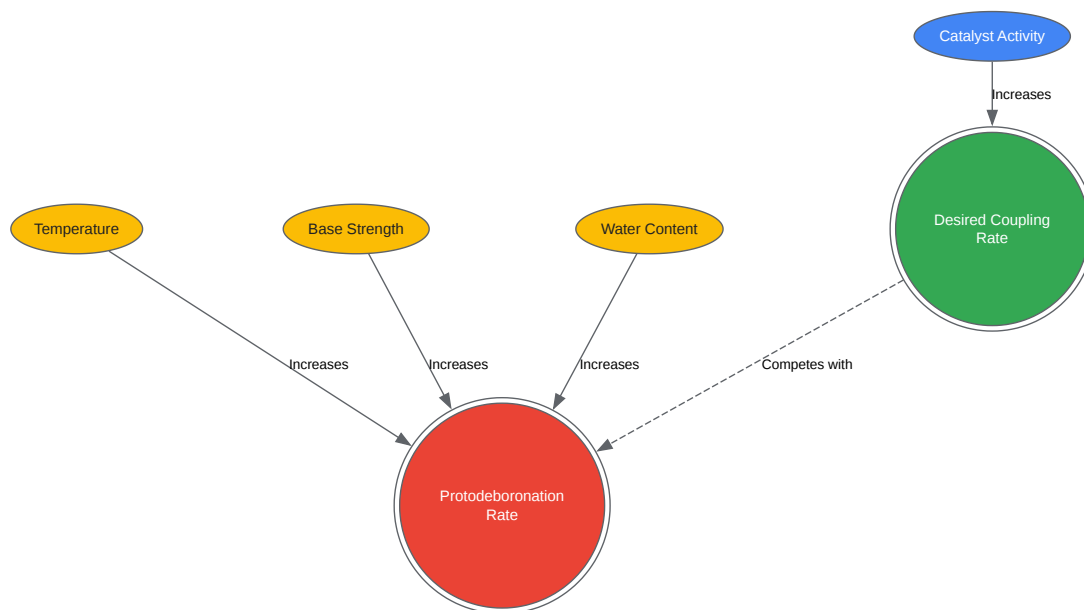 Catalyst Activity
Increases
Temperature
Base Strength
Water Content
Desired Coupling
Rate
Increases
Increases
Increases
Competes with
Protodeboronation
Rate